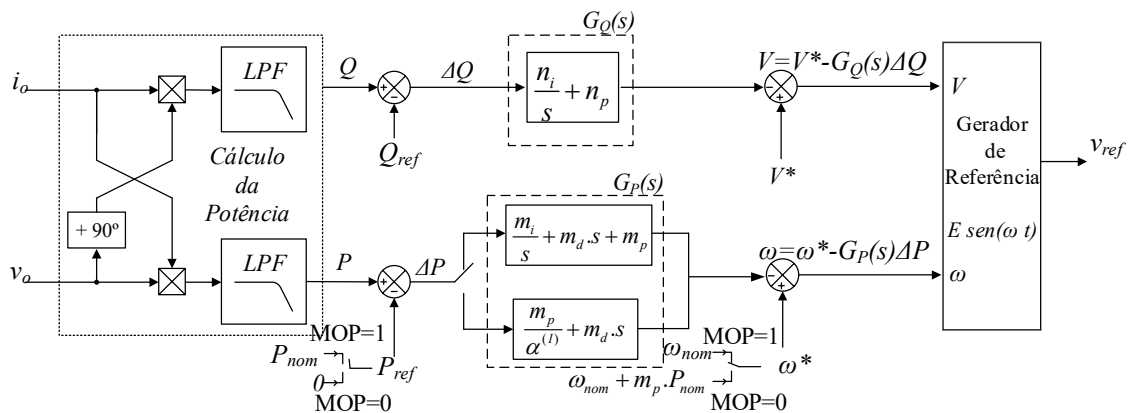 i_o
v_o
+ 90º
LPF
Cálculo
da
Potência
LPF
Q
ΔQ
Q_ref
G_Q(s)
n_i/s + n_p
V=V*-G_Q(s)ΔQ
V*
P
ΔP
MOP=1
P_nom
0
MOP=0
P_ref
G_P(s)
m_i/s + m_d.s + m_p
m_p/α^(1) + m_d.s
ω=ω*-G_P(s)ΔP
MOP=1
ω_nom
ω_nom + m_p.P_nom
MOP=0
ω*
V
Gerador
de
Referência
E sen(ω t)
ω
v_ref